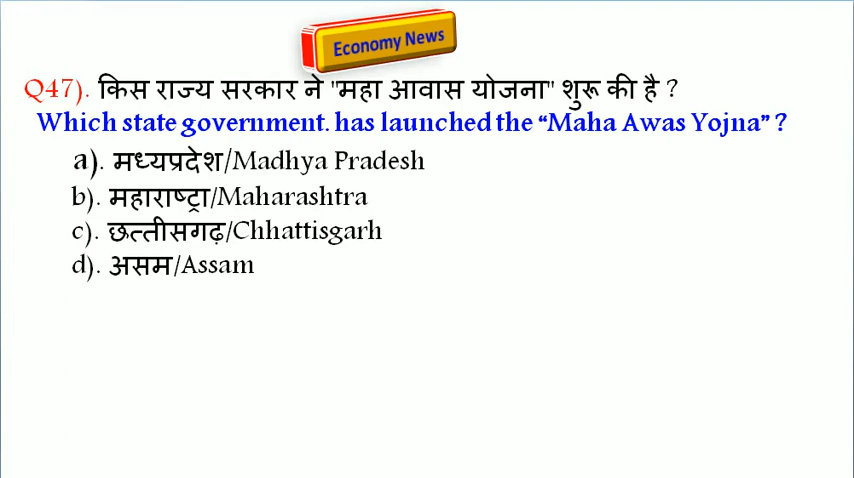 Economy News
Q47). किस राज्य सरकार ने "महा आवास योजना" शुरू की है ?
Which state government. has launched the “Maha Awas Yojna” ?
a). मध्यप्रदेश/Madhya Pradesh
b). महाराष्ट्रा/Maharashtra
c). छत्तीसगढ़/Chhattisgarh
d). असम/Assam